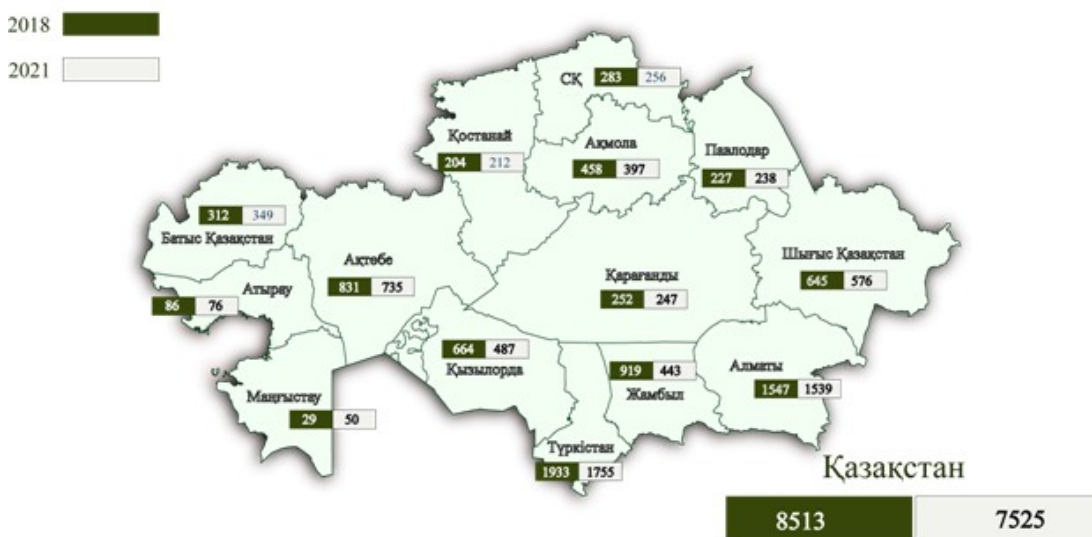 2018
2021
СҚ 283 256
Қостанай
204 212
Ақмола
458 397
Павлодар
227 238
312 349
Батыс Қазақстан
Ақтөбе
831 735
Атырау
86 76
Қарағанды
252 247
Шығыс Қазақстан
645 576
664 487
Қызылорда
919 443
Жамбыл
Алматы
1547 1539
Маңғыстау
29 50
Түркістан
1933 1755
Қазақстан
8513 7525